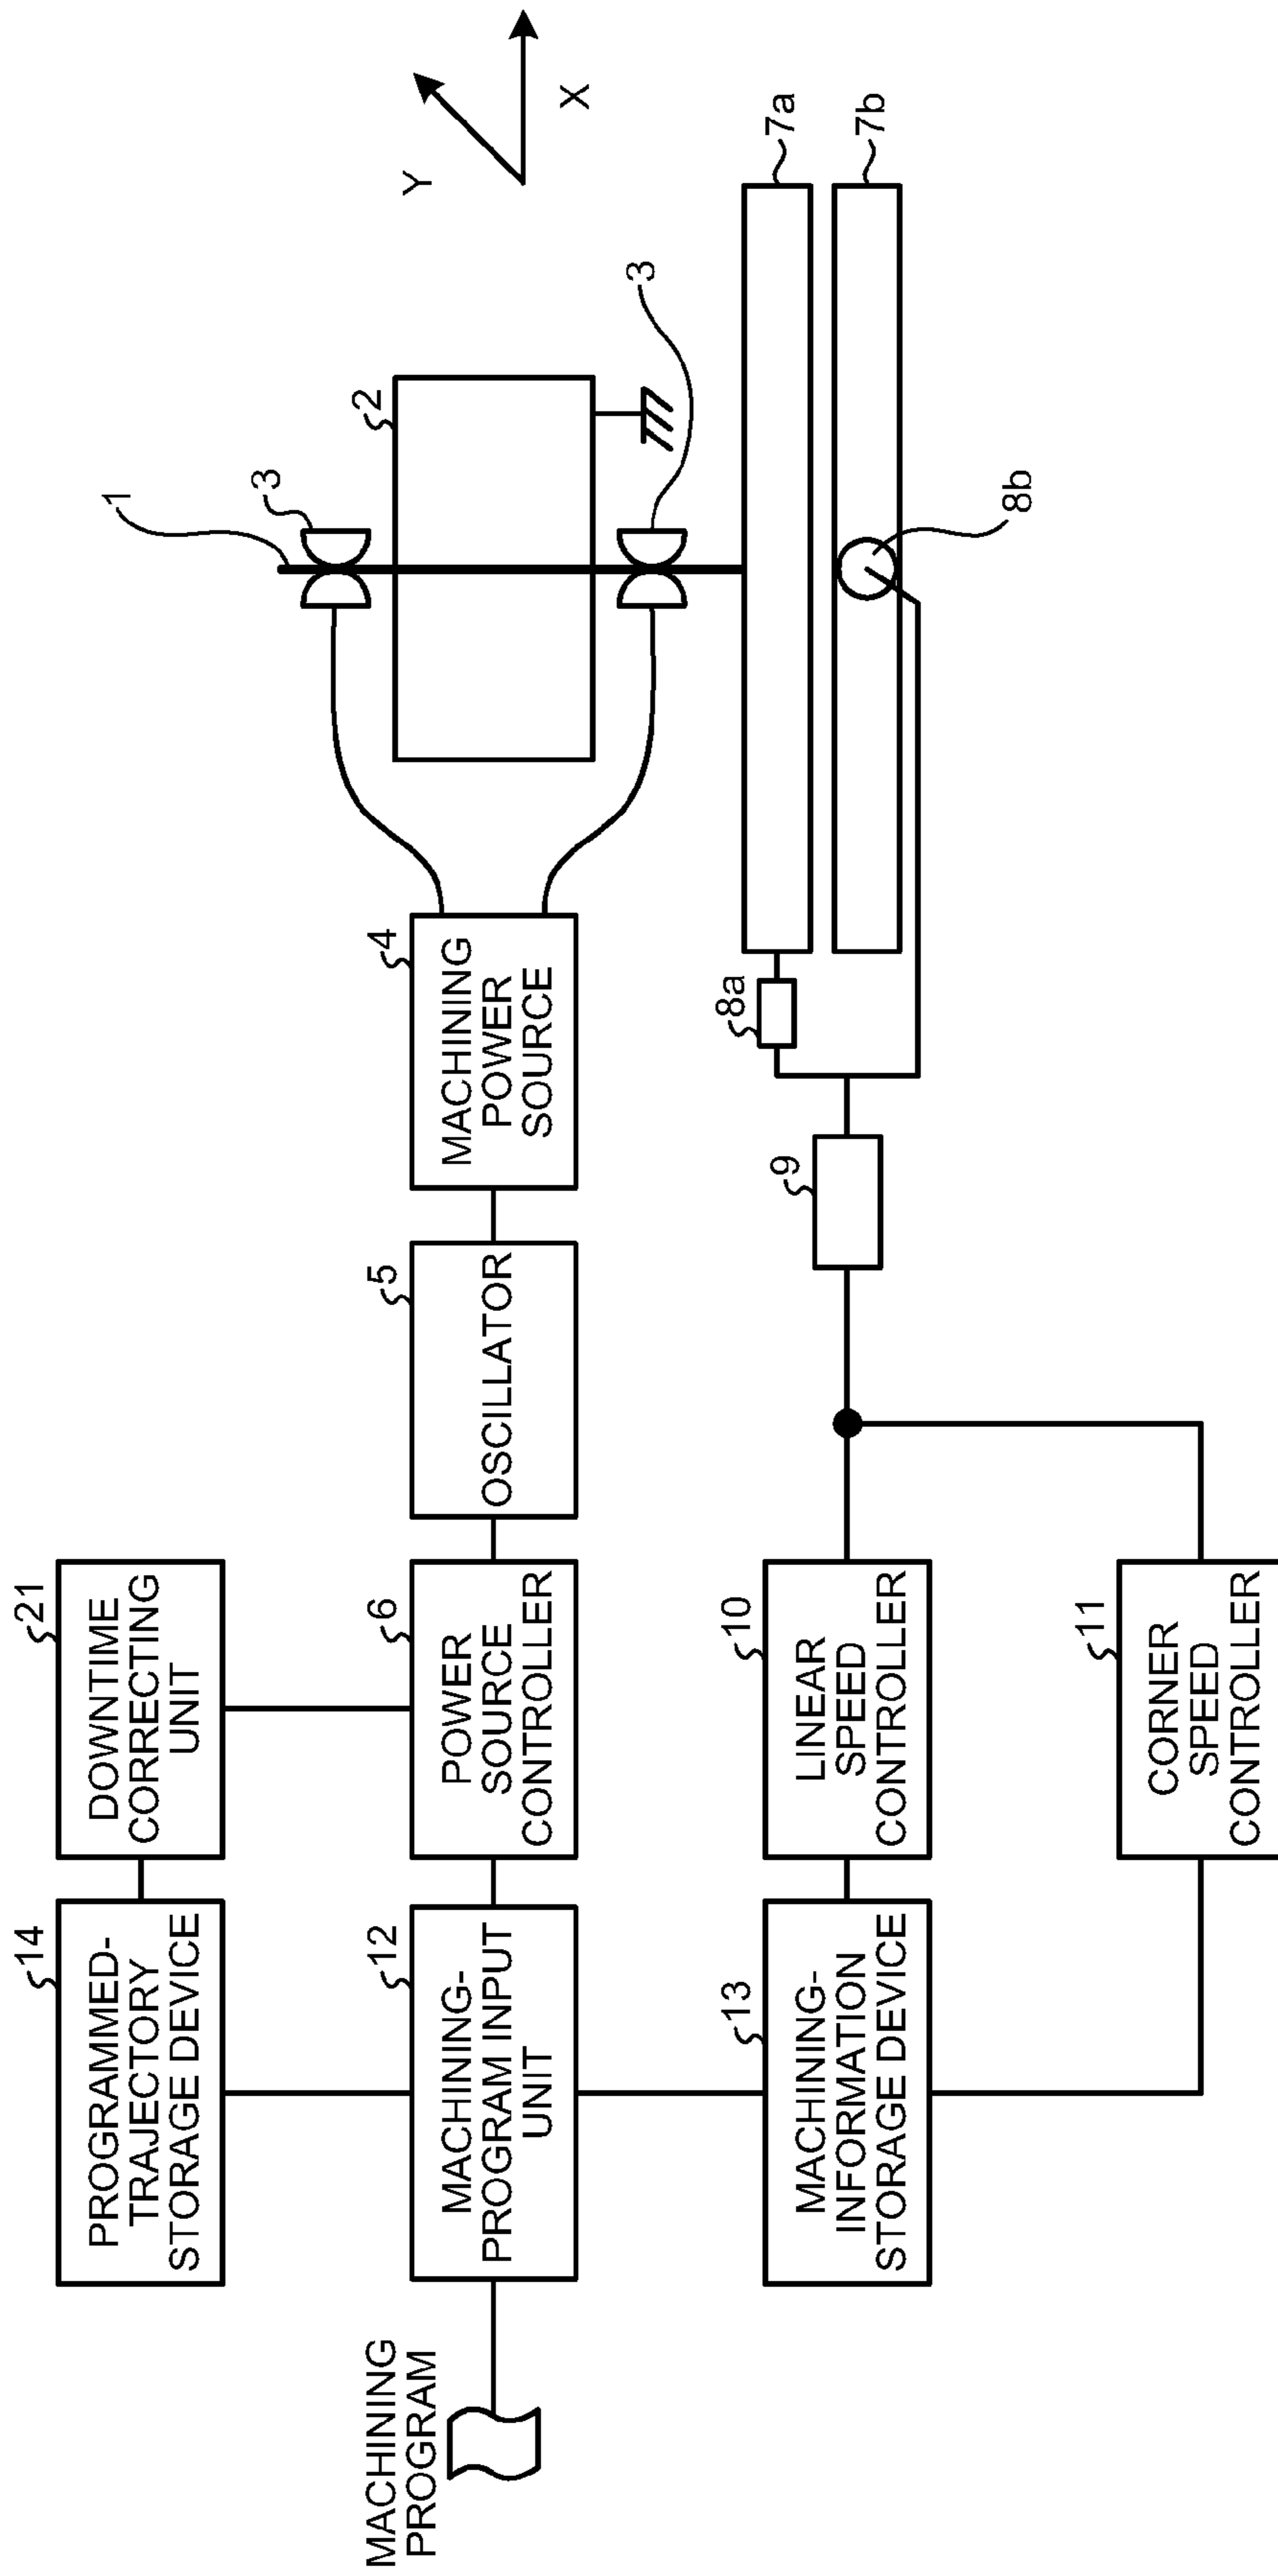 14
PROGRAMMED-
TRAJECTORY
STORAGE DEVICE
21
DOWNTIME
CORRECTING
UNIT
MACHINING
PROGRAM
12
MACHINING-
PROGRAM INPUT
UNIT
6
POWER
SOURCE
CONTROLLER
5
OSCILLATOR
4
MACHINING
POWER
SOURCE
1
3
2
3
Y
X
13
MACHINING-
INFORMATION
STORAGE DEVICE
10
LINEAR
SPEED
CONTROLLER
9
8a
7a
7b
8b
11
CORNER
SPEED
CONTROLLER